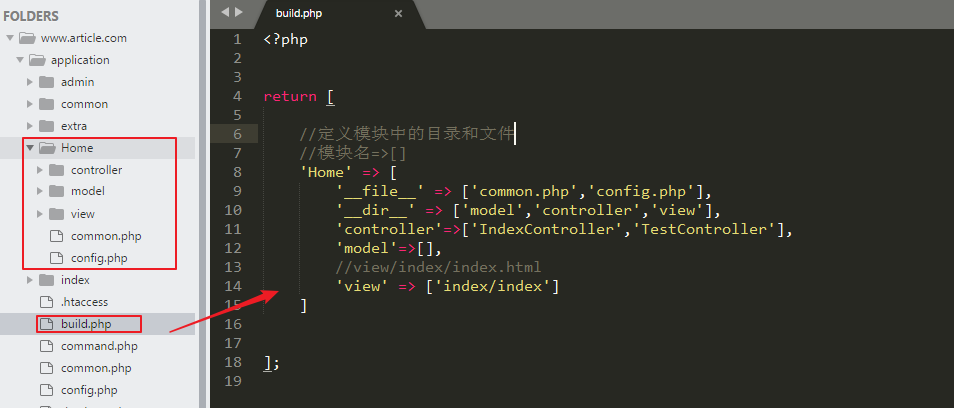 FOLDERS
www.article.com
application
admin
common
extra
Home
controller
model
view
common.php
config.php
index
.htaccess
build.php
command.php
common.php
config.php
build.php ×
1 <?php
2
3
4 return [
5
6 //定义模块中的目录和文件
7 //模块名=>[]
8 'Home' => [
9 '__file__' => ['common.php','config.php'],
10 '__dir__' => ['model','controller','view'],
11 'controller'=>['IndexController','TestController'],
12 'model'=>[],
13 //view/index/index.html
14 'view' => ['index/index']
15 ]
16
17
18 ];
19